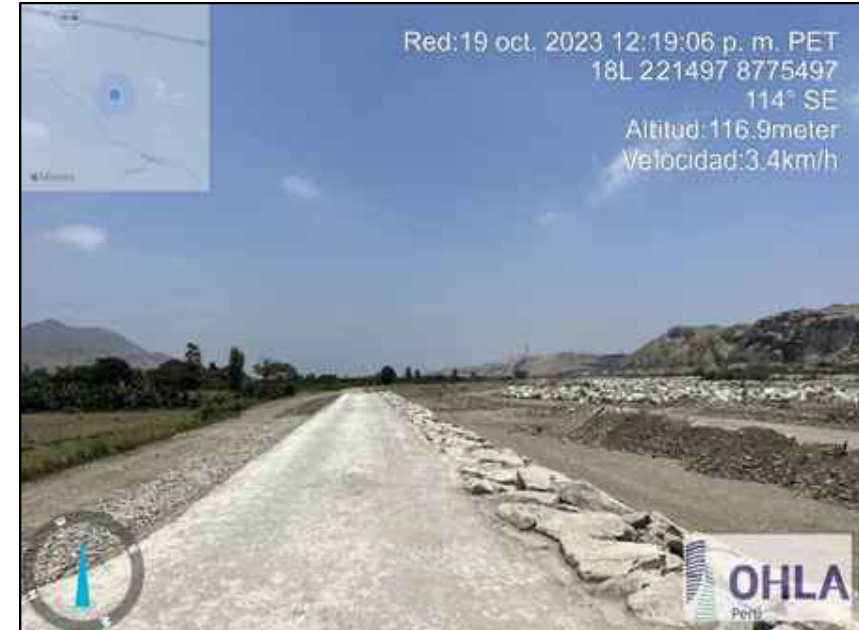 Red:19 oct. 2023 12:19:06 p. m. PET
18L 221497 8775497
114° SE
Altitud:116.9meter
Velocidad:3.4km/h
OHLA
Perú